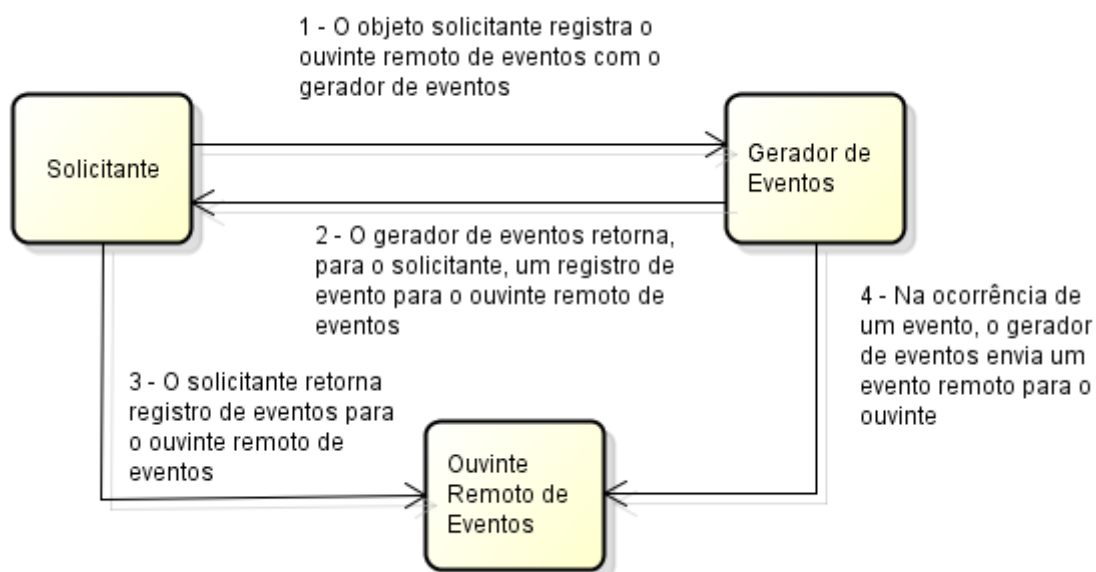 1 - O objeto solicitante registra o
ouvinte remoto de eventos com o
gerador de eventos
Solicitante
Gerador de
Eventos
2 - O gerador de eventos retorna,
para o solicitante, um registro de
evento para o ouvinte remoto de
eventos
4 - Na ocorrência de
um evento, o gerador
de eventos envia um
evento remoto para o
ouvinte
3 - O solicitante retorna
registro de eventos para
o ouvinte remoto de
eventos
Ouvinte
Remoto de
Eventos